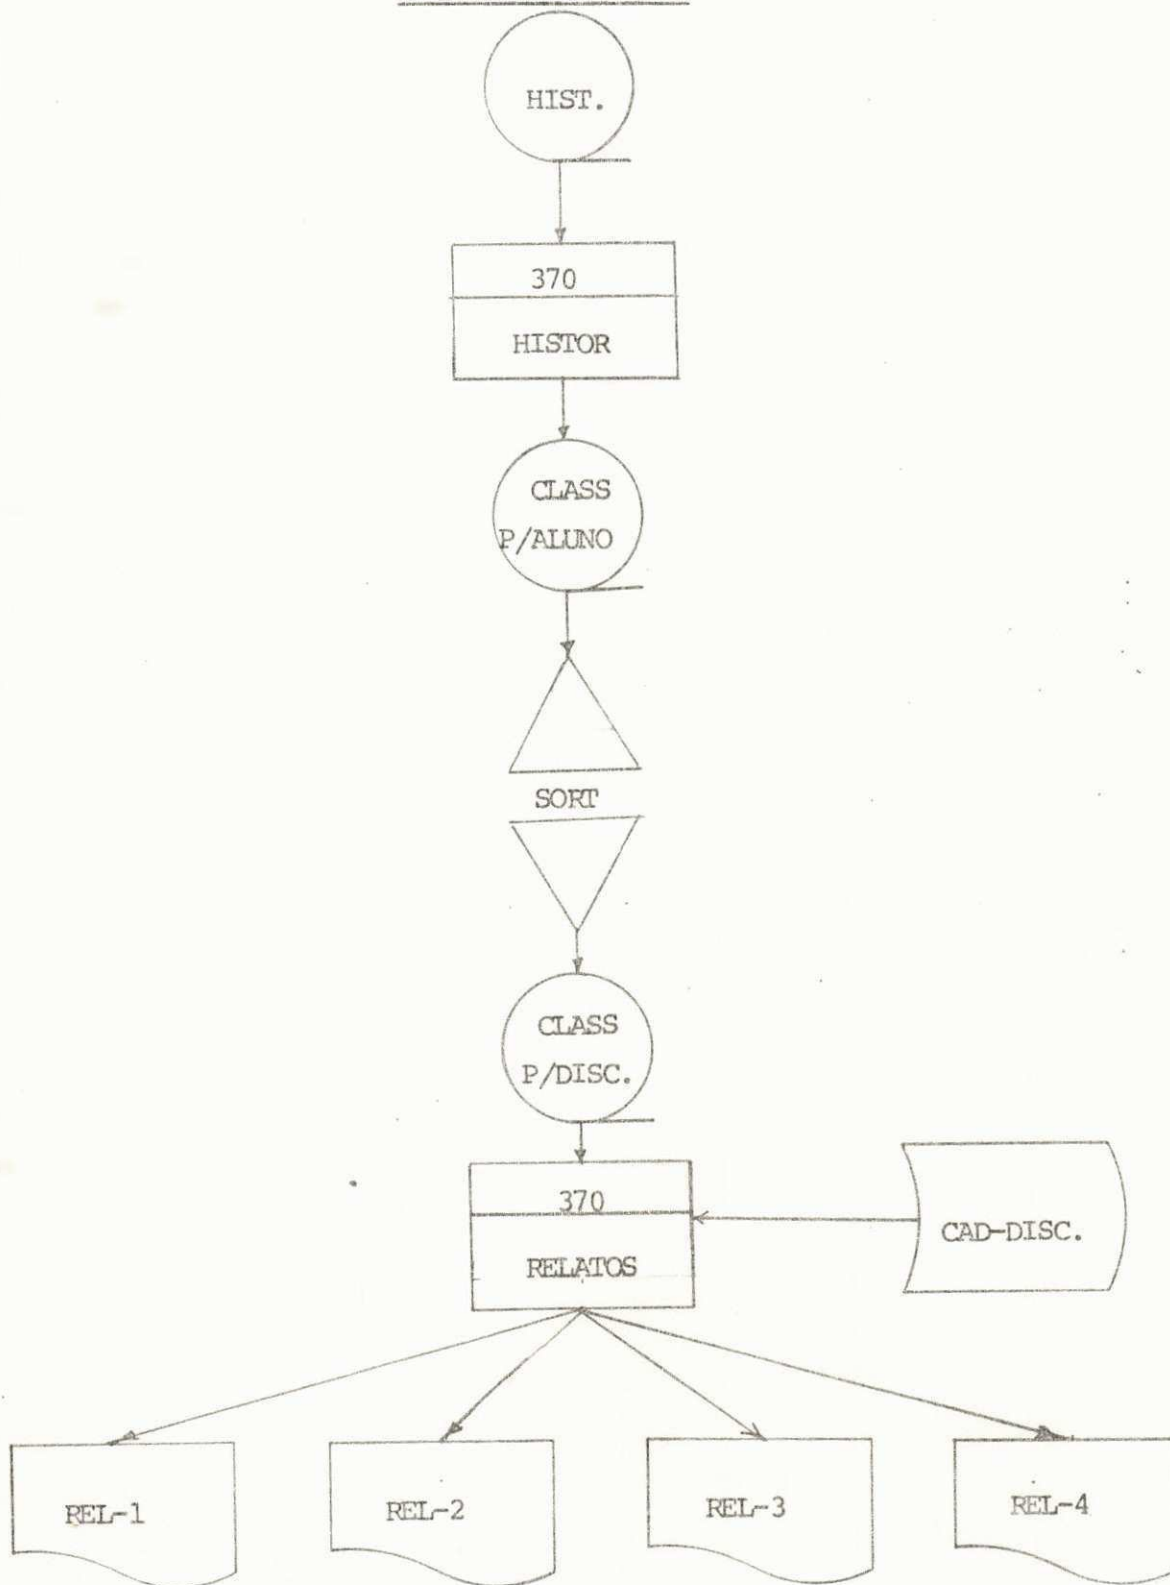 HIST.
370
HISTOR
CLASS
P/ALUNO
SORT
CLASS
P/DISC.
370
RELATOS
CAD-DISC.
REL-1
REL-2
REL-3
REL-4